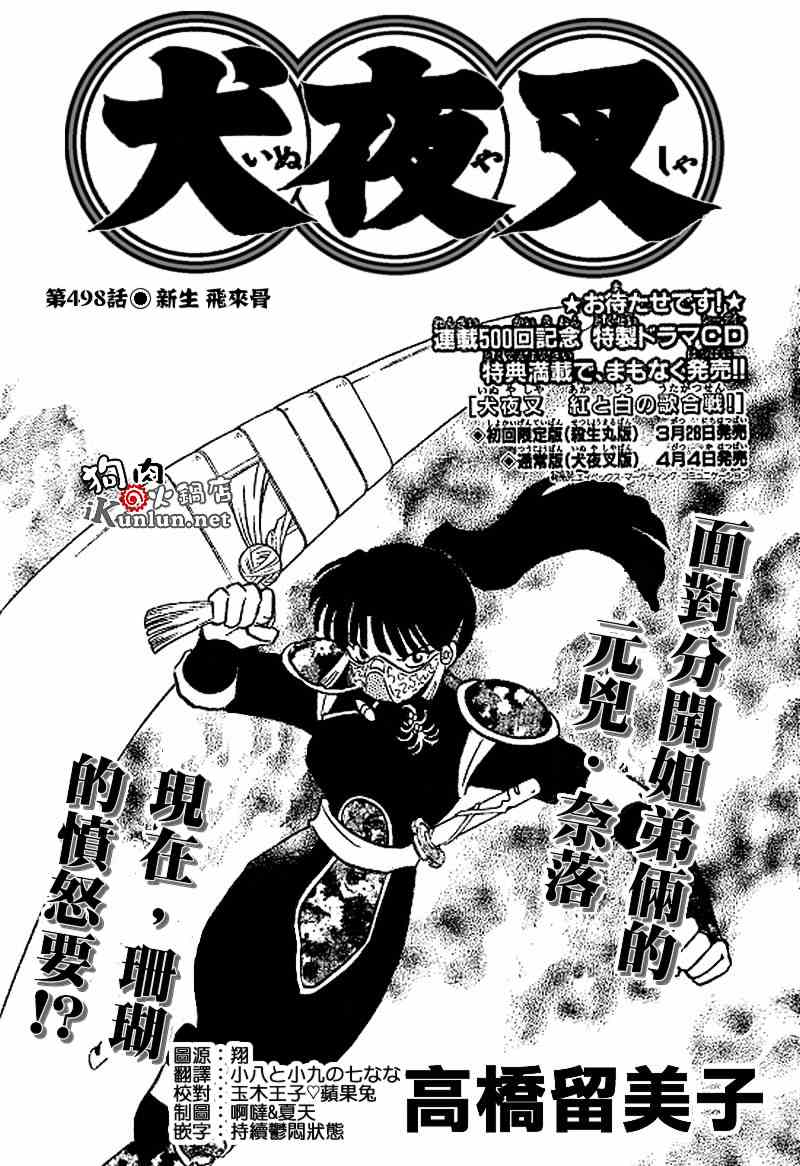 犬夜叉
いぬ や しゃ
第498話 ● 新生 飛來骨
★お待たせです!★
連載500回記念 特製ドラマCD
特典満載で、まもなく発売!!
[犬夜叉 紅と白の歌合戦!]
◆初回限定版(殺生丸版) 3月28日発売
◆通常版(犬夜叉版) 4月4日発売
狗肉火鍋店
iKunlun.net
面對分開姐弟倆的
元兇・奈落
現在,珊瑚
的憤怒要!?
圖源:翔
翻譯:小八と小九の七なな
校對:玉木王子♡蘋果兔
制圖:啊噠&夏天
嵌字:持續鬱悶狀態
高橋留美子